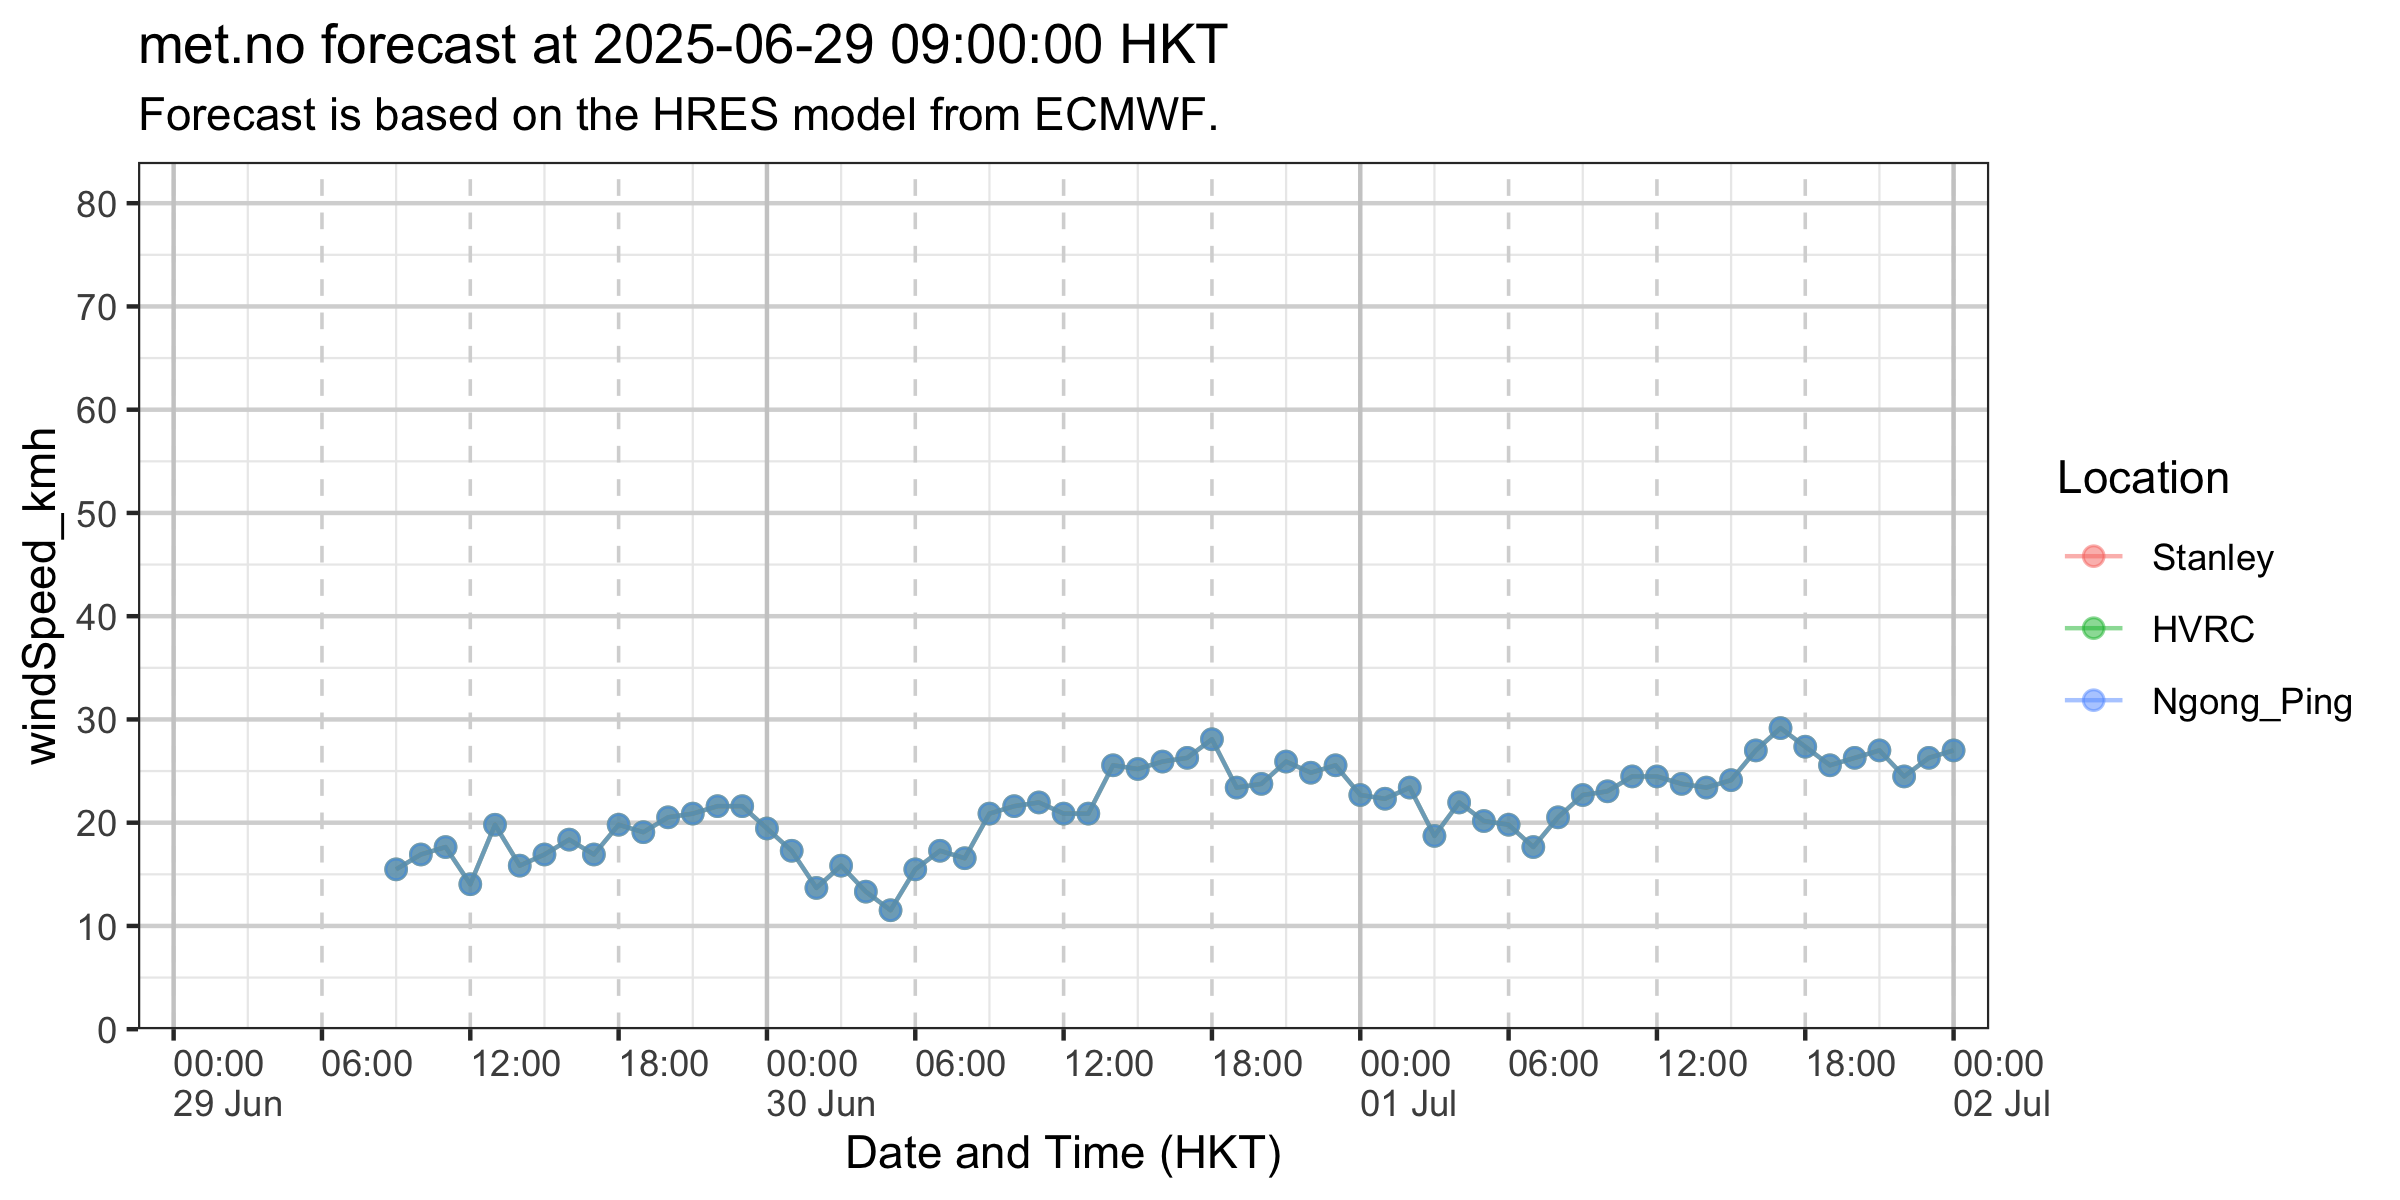 met.no forecast at 2025-06-29 09:00:00 HKT
Forecast is based on the HRES model from ECMWF.
windSpeed_kmh
80
70
60
50
40
30
20
10
0
00:00 06:00 12:00 18:00 00:00 06:00 12:00 18:00 00:00 06:00 12:00 18:00 00:00
29 Jun 30 Jun 01 Jul 02 Jul
Date and Time (HKT)
Location
Stanley
HVRC
Ngong_Ping